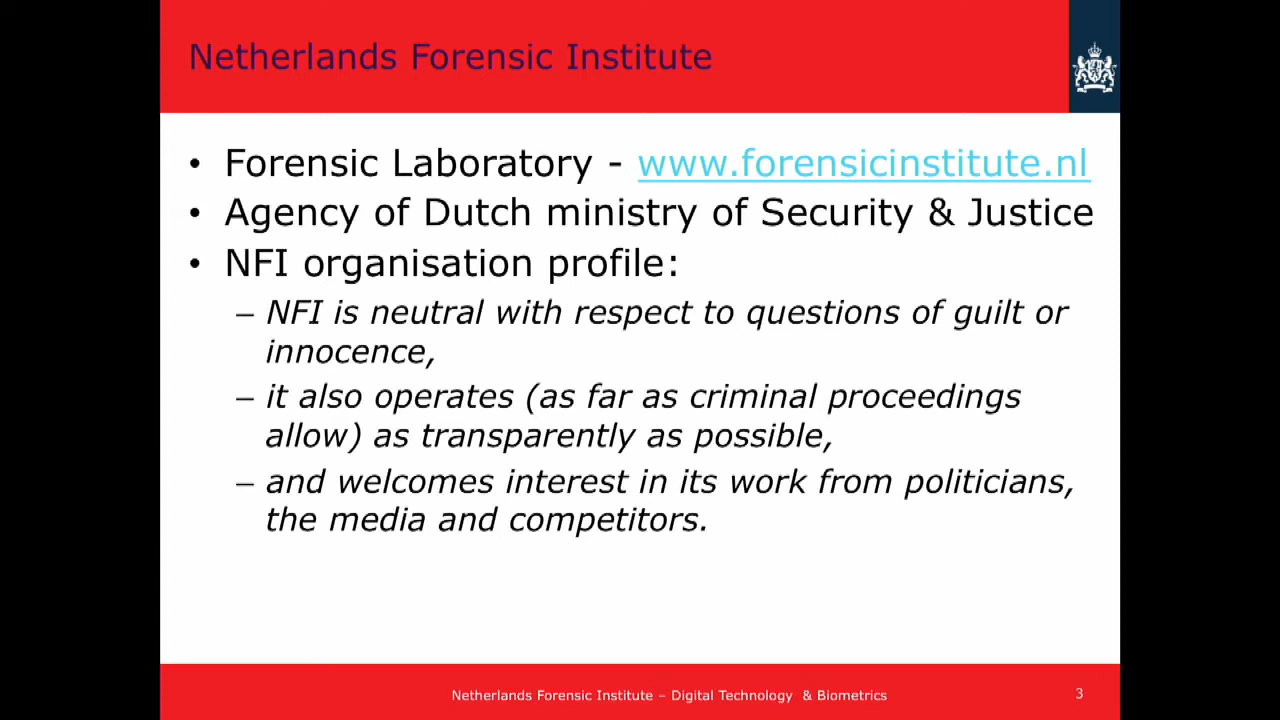 Netherlands Forensic Institute
• Forensic Laboratory - www.forensicinstitute.nl
• Agency of Dutch ministry of Security & Justice
• NFI organisation profile:
– NFI is neutral with respect to questions of guilt or
innocence,
– it also operates (as far as criminal proceedings
allow) as transparently as possible,
– and welcomes interest in its work from politicians,
the media and competitors.
Netherlands Forensic Institute – Digital Technology & Biometrics
3